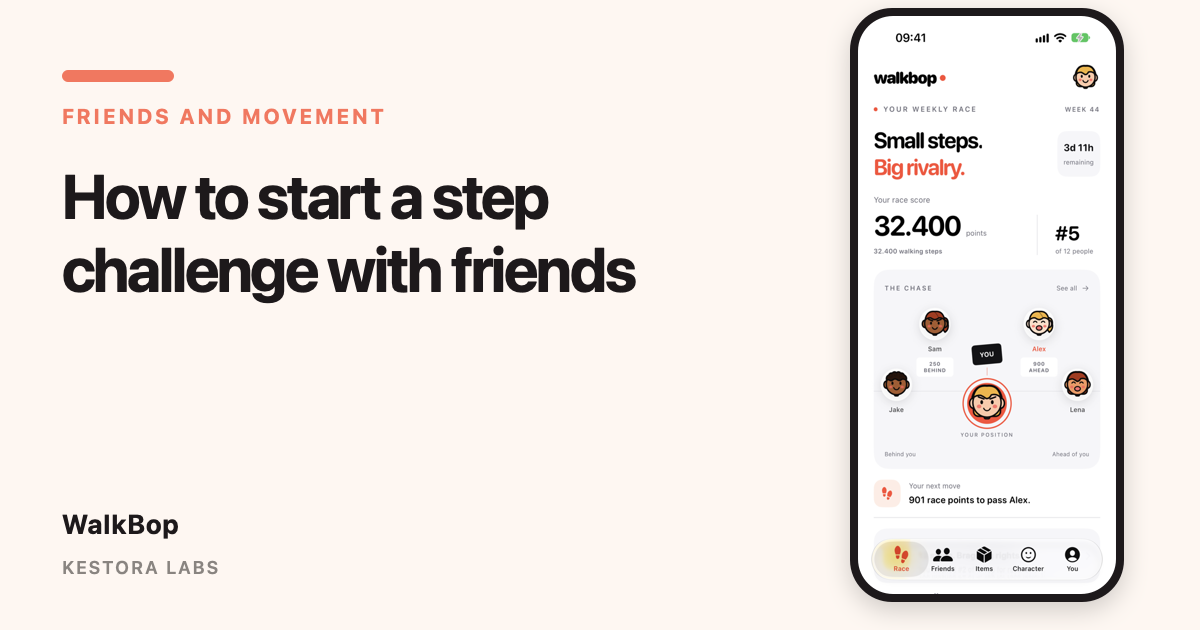 FRIENDS AND MOVEMENT
How to start a step
challenge with friends
WalkBop
KESTORA LABS
09:41
walkbop
YOUR WEEKLY RACE
WEEK 44
Small steps.
Big rivalry.
3d 11h
remaining
Your race score
32.400 points
32.400 walking steps
#5
of 12 people
THE CHASE
See all →
Sam
250
BEHIND
YOU
Alex
900
AHEAD
Jake
Lena
YOUR POSITION
Behind you
Ahead of you
Your next move
901 race points to pass Alex.
Race
Friends
Items
Character
You